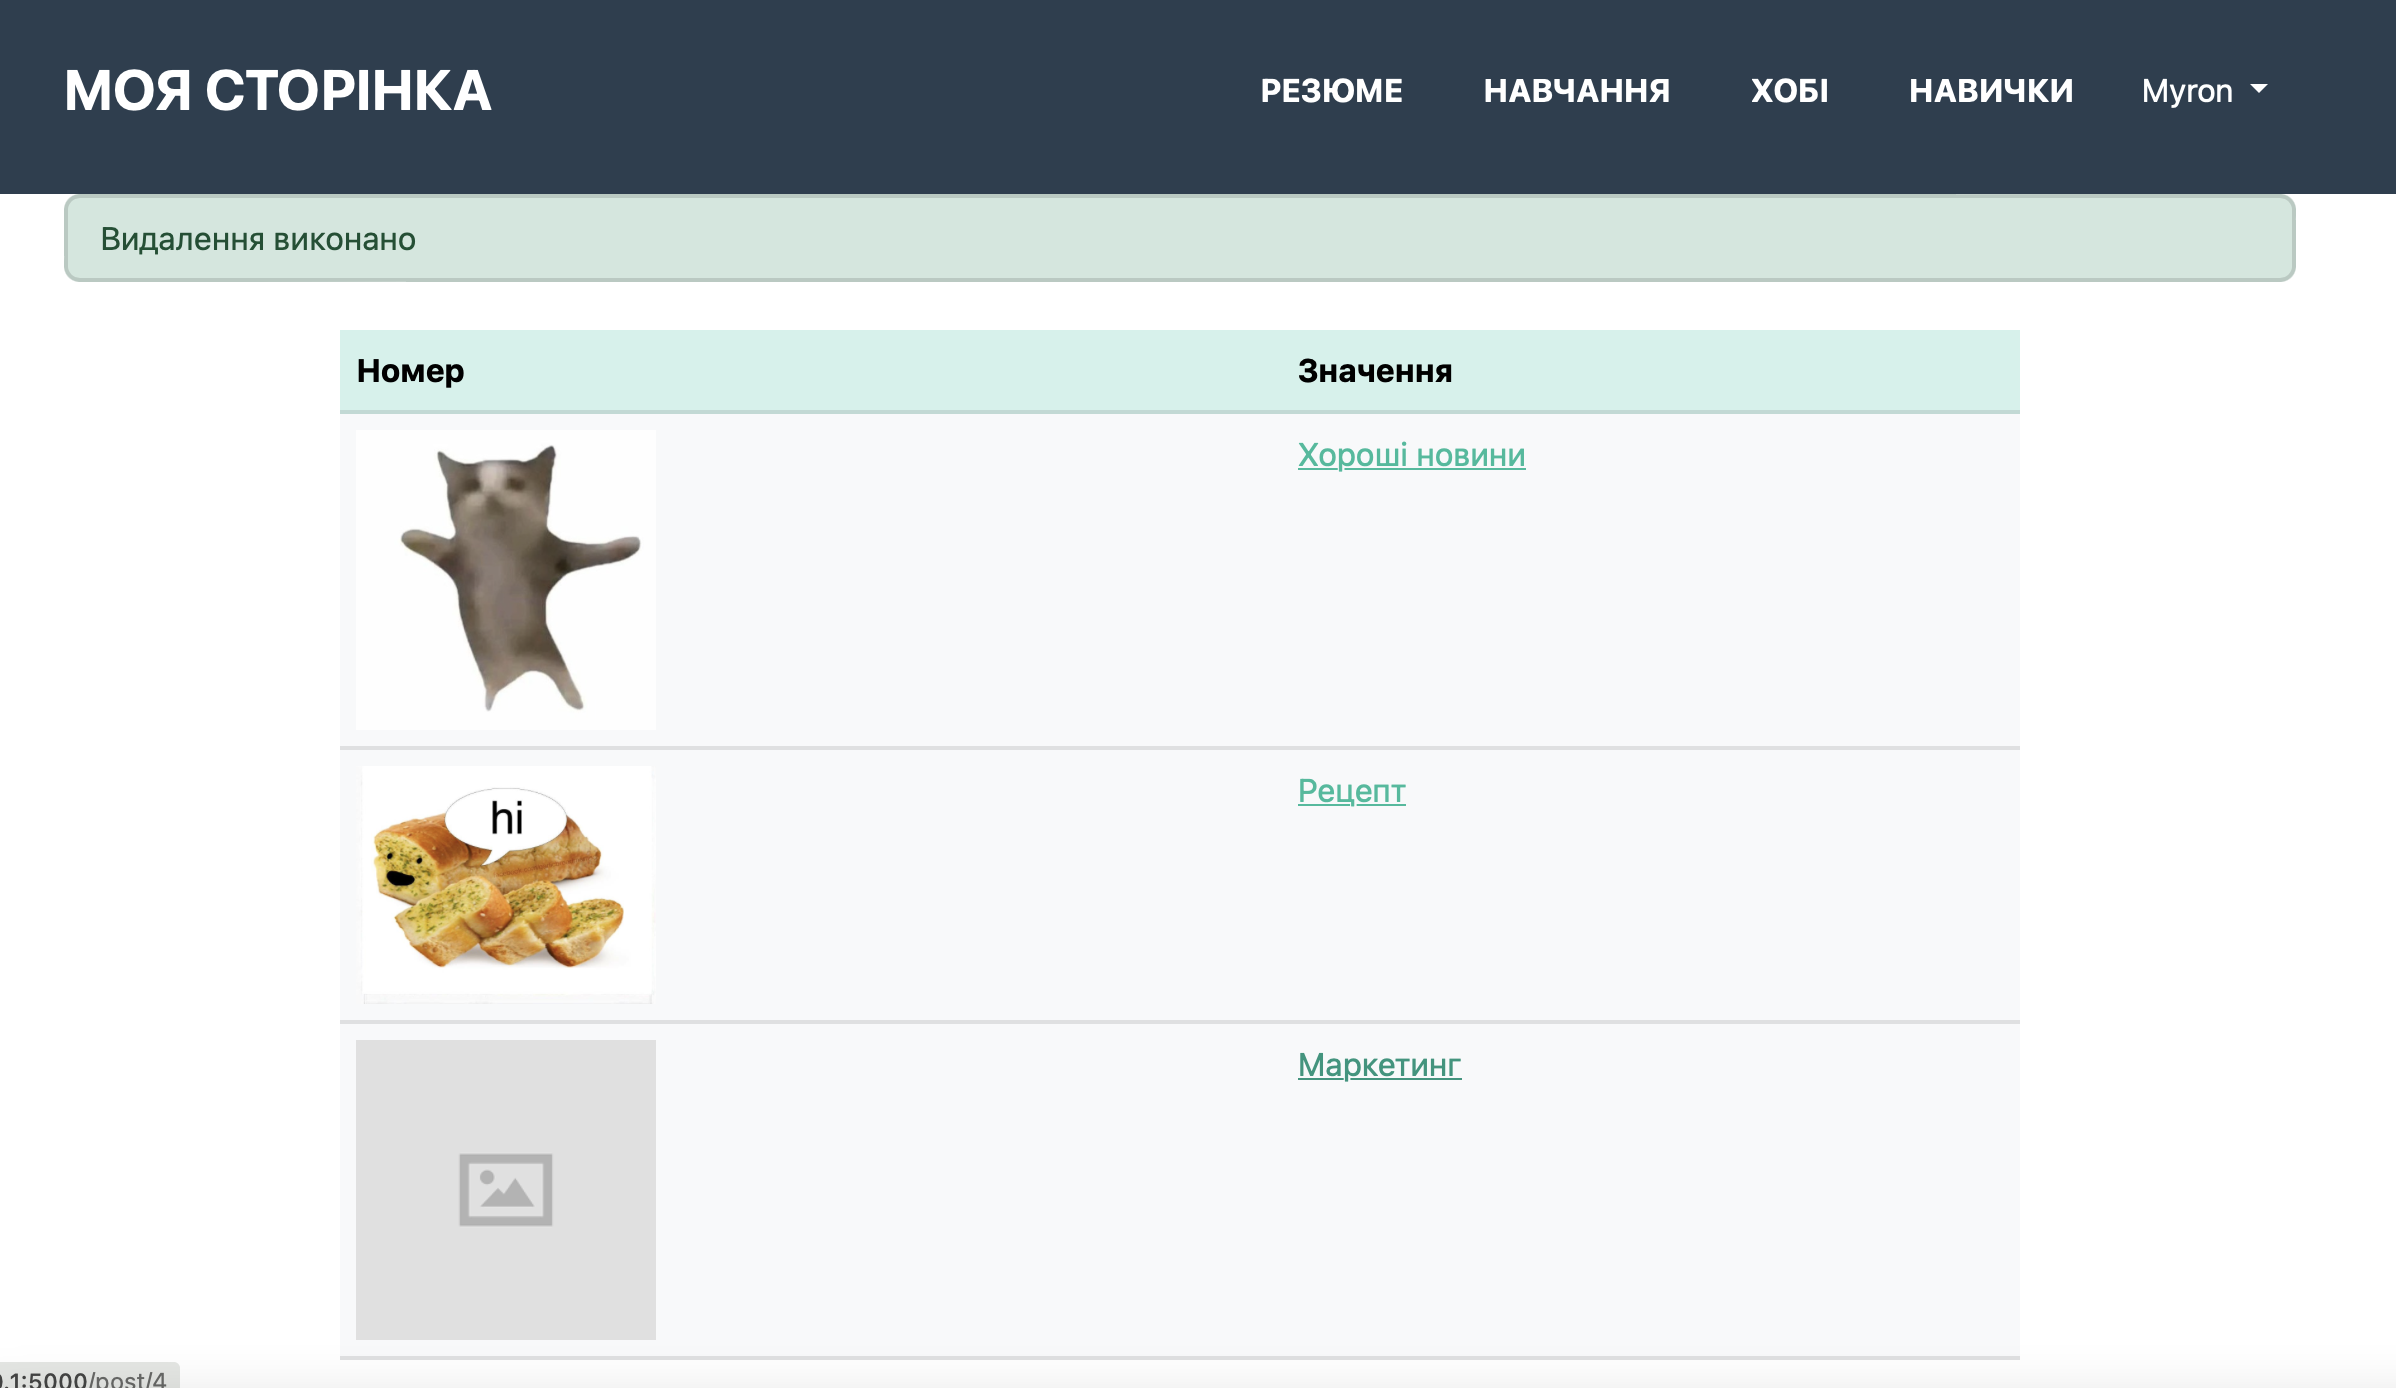 МОЯ СТОРІНКА
РЕЗЮМЕ НАВЧАННЯ ХОБІ НАВИЧКИ Myron
Видалення виконано
Номер Значення
Хороші новини
hi
Рецепт
Маркетинг
.1:5000/post/4